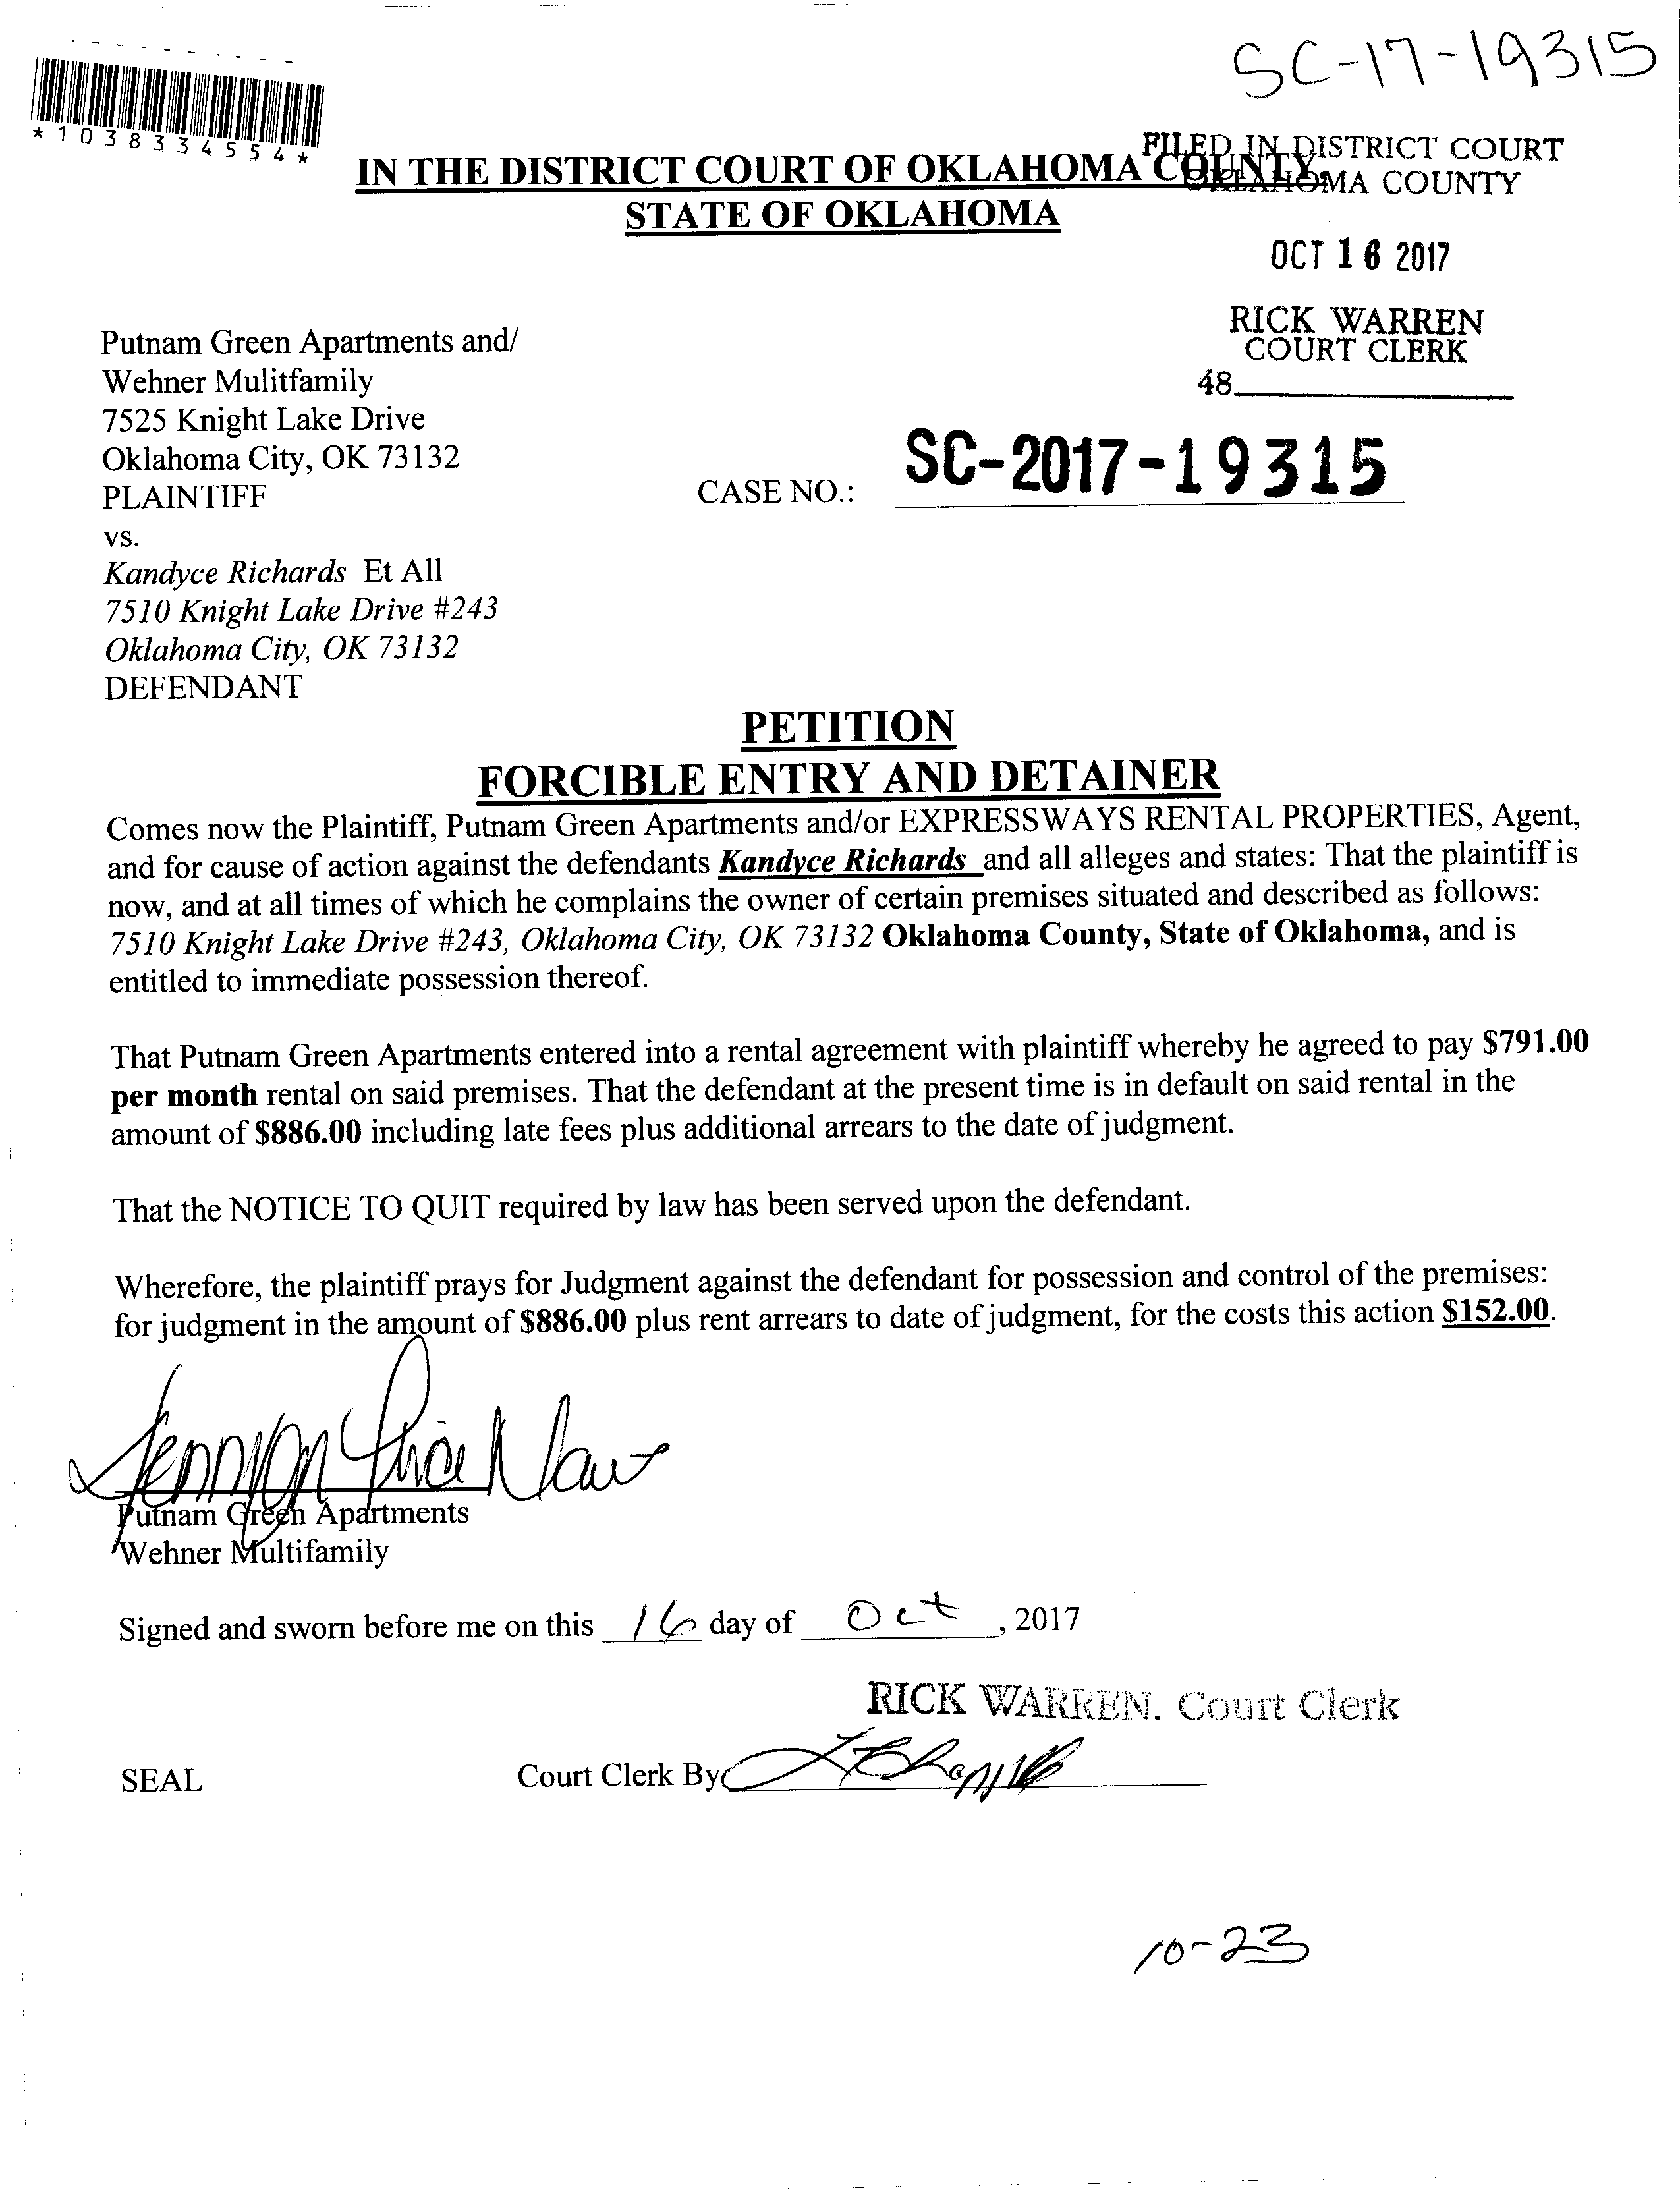 SC-17-19315
*1038334554*
FILED IN DISTRICT COURT
OKLAHOMA COUNTY
IN THE DISTRICT COURT OF OKLAHOMA COUNTY,
STATE OF OKLAHOMA
OCT 16 2017
RICK WARREN
COURT CLERK
48
Putnam Green Apartments and/
Wehner Mulitfamily
7525 Knight Lake Drive
Oklahoma City, OK 73132
PLAINTIFF
CASE NO.: SC-2017-19315
vs.
Kandyce Richards Et All
7510 Knight Lake Drive #243
Oklahoma City, OK 73132
DEFENDANT
PETITION
FORCIBLE ENTRY AND DETAINER
Comes now the Plaintiff, Putnam Green Apartments and/or EXPRESSWAYS RENTAL PROPERTIES, Agent,
and for cause of action against the defendants Kandyce Richards and all alleges and states: That the plaintiff is
now, and at all times of which he complains the owner of certain premises situated and described as follows:
7510 Knight Lake Drive #243, Oklahoma City, OK 73132 Oklahoma County, State of Oklahoma, and is
entitled to immediate possession thereof.
That Putnam Green Apartments entered into a rental agreement with plaintiff whereby he agreed to pay $791.00
per month rental on said premises. That the defendant at the present time is in default on said rental in the
amount of $886.00 including late fees plus additional arrears to the date of judgment.
That the NOTICE TO QUIT required by law has been served upon the defendant.
Wherefore, the plaintiff prays for Judgment against the defendant for possession and control of the premises:
for judgment in the amount of $886.00 plus rent arrears to date of judgment, for the costs this action $152.00.
Putnam Green Apartments
Wehner Multifamily
Signed and sworn before me on this 16 day of Oct, 2017
RICK WARREN, Court Clerk
SEAL
Court Clerk By
10-23